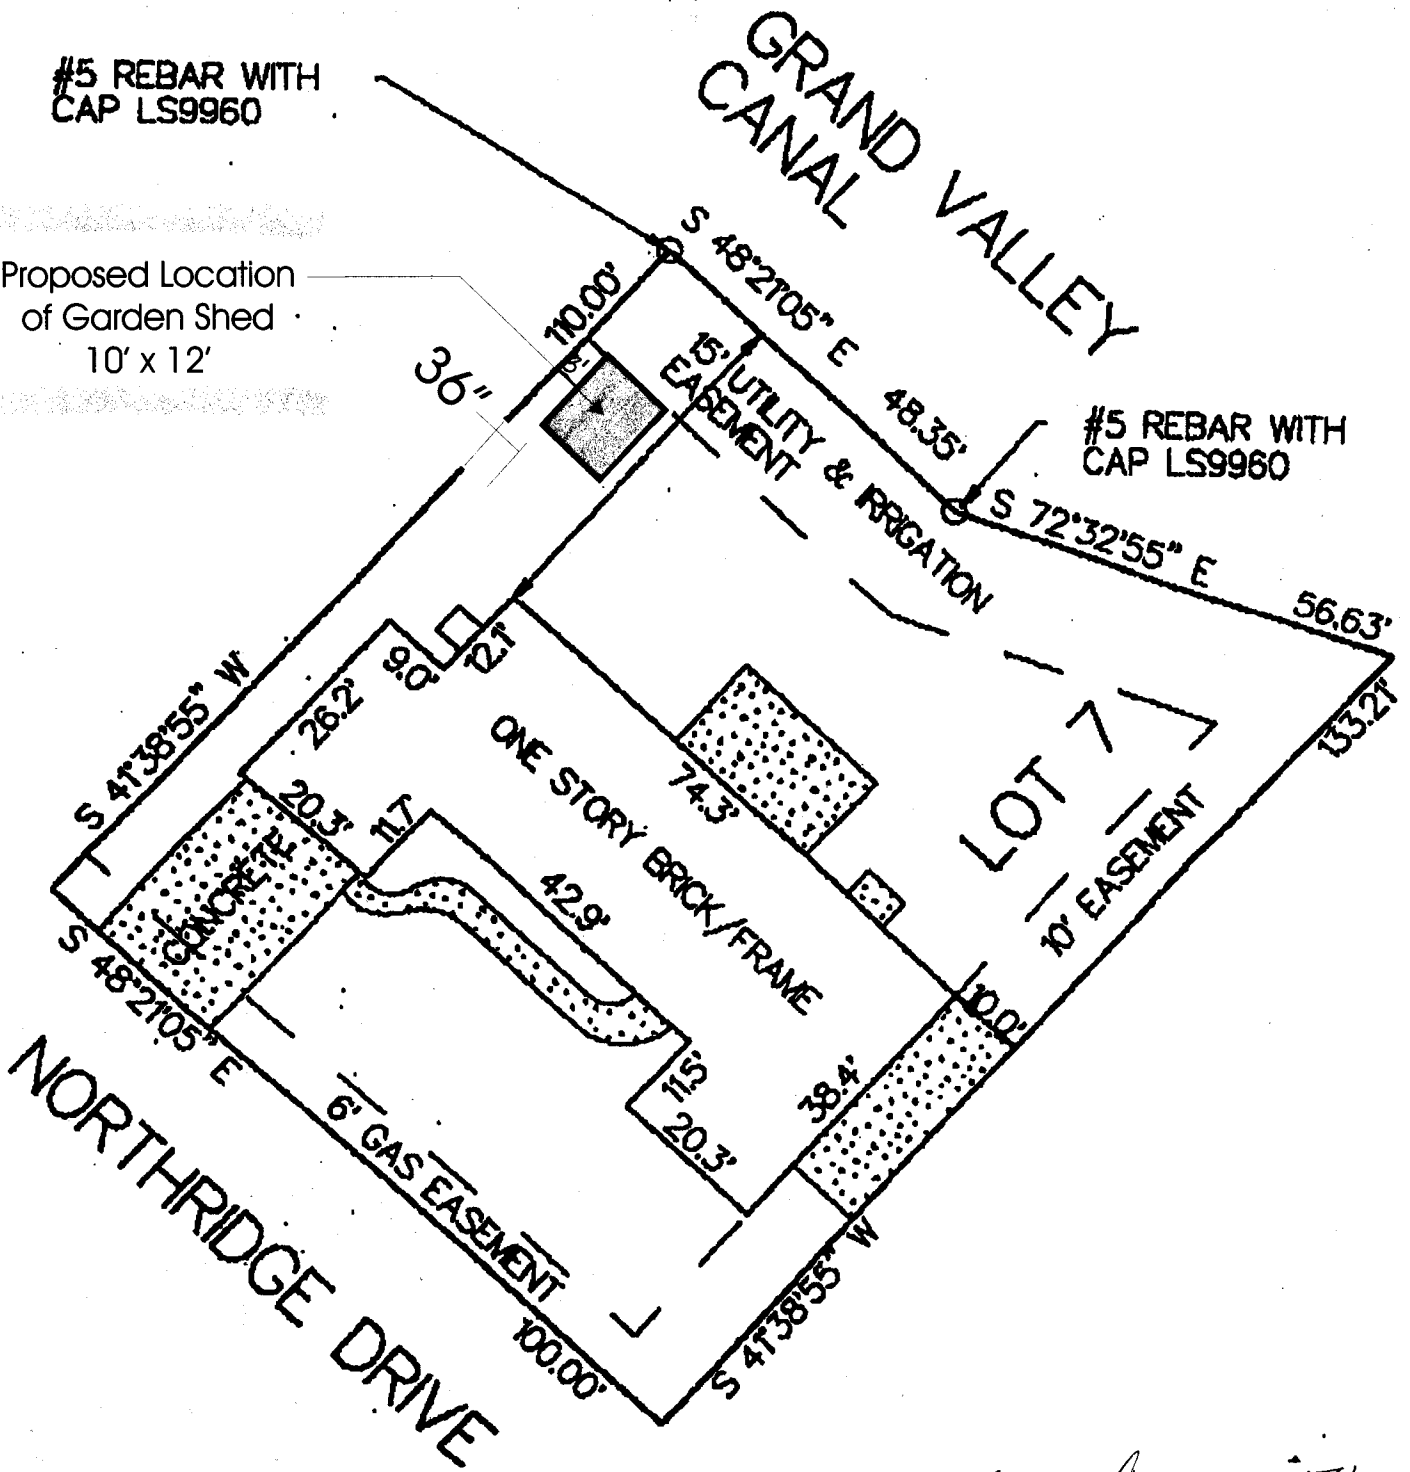 #5 REBAR WITH
CAP LS9960
GRAND VALLEY
CANAL
Proposed Location
of Garden Shed
10' x 12'
36"
3'
110.00'
S 48°21'05" E
48.35'
15' UTILITY & IRRIGATION
EASEMENT
#5 REBAR WITH
CAP LS9960
S 72°32'55" E
56.63'
133.21'
LOT 7
10' EASEMENT
S 41°38'55" W
9.0'
12.1'
26.2'
20.3'
11.7'
ONE STORY BRICK/FRAME
74.3'
42.9'
CONCRETE
10.0'
38.4'
11.5'
20.3'
S 48°21'05" E
6' GAS EASEMENT
100.00'
S 41°38'55" W
NORTHRIDGE DRIVE